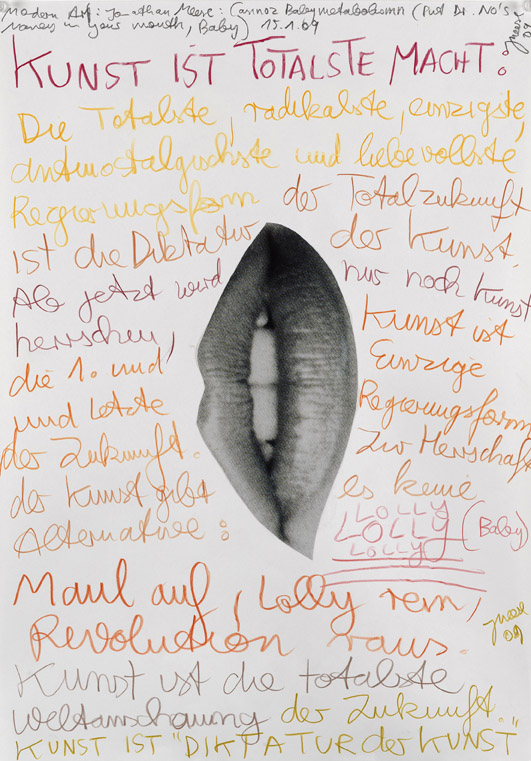 Modern Art: Jonathan Meese: Cannoz Babymetabolismn (Put Dr. No's
Money in your mouth, Baby) 15.1.09
JMeese
09
KUNST IST TOTALSTE MACHT:
Die Totalste, radikalste, einzigste,
antinostalgischste und liebevollste
Regierungsform der Totalzukunft
ist die Diktatur der Kunst.
Ab jetzt wird nur noch Kunst
herrschen, Kunst ist
die 1. und Einzige
und letzte Regierungsform
der Zukunft. Zur Herrschaft
der Kunst gibt es keine
Alternative:
LOLLY
LOLLY (Baby)
LOLLY
Maul auf, Lolly rein,
Revolution raus.
JMeese
09
Kunst ist die totalste
Weltanschauung der Zukunft..
KUNST IST "DIKTATUR der KUNST"